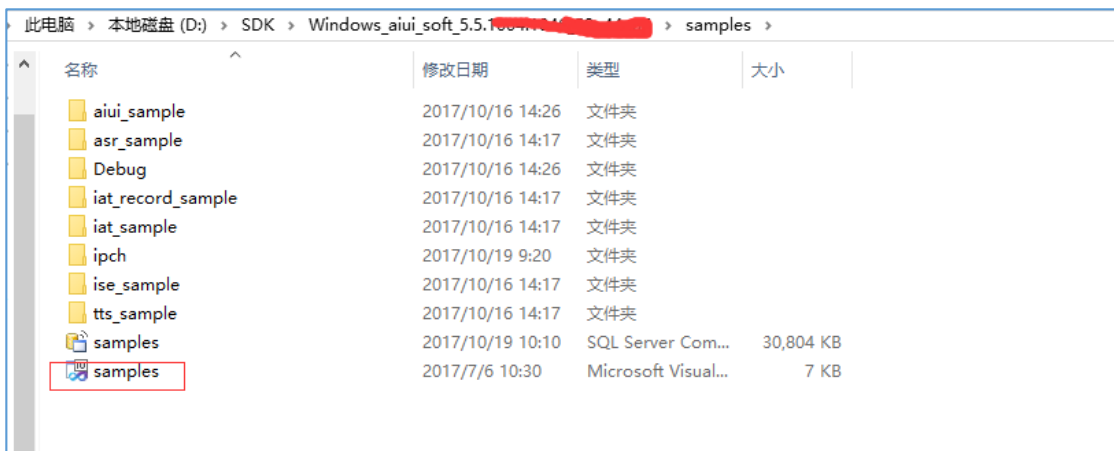 此电脑 > 本地磁盘 (D:) > SDK > Windows_aiui_soft_5.5. > samples >
名称 修改日期 类型 大小
aiui_sample 2017/10/16 14:26 文件夹
asr_sample 2017/10/16 14:17 文件夹
Debug 2017/10/16 14:26 文件夹
iat_record_sample 2017/10/16 14:17 文件夹
iat_sample 2017/10/16 14:17 文件夹
ipch 2017/10/19 9:20 文件夹
ise_sample 2017/10/16 14:17 文件夹
tts_sample 2017/10/16 14:17 文件夹
samples 2017/10/19 10:10 SQL Server Com... 30,804 KB
samples 2017/7/6 10:30 Microsoft Visual... 7 KB